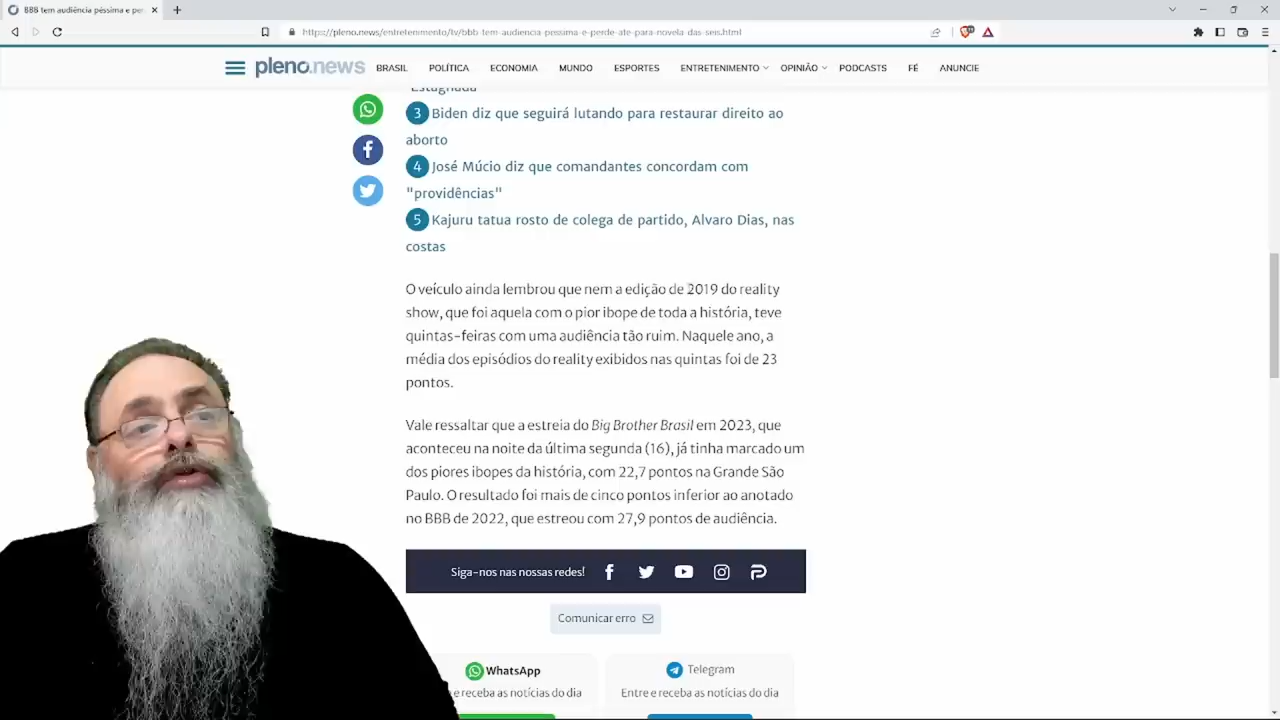 BBB tem audiência péssima e per
https://pleno.news/entretenimento/tv/bbb-tem-audiencia-pessima-e-perde-ate-para-novela-das-seis.html
pleno.news BRASIL POLÍTICA ECONOMIA MUNDO ESPORTES ENTRETENIMENTO OPINIÃO PODCASTS FÉ ANUNCIE
"Estagnada"
3 Biden diz que seguirá lutando para restaurar direito ao
aborto
4 José Múcio diz que comandantes concordam com
"providências"
5 Kajuru tatua rosto de colega de partido, Alvaro Dias, nas
costas
O veículo ainda lembrou que nem a edição de 2019 do reality
show, que foi aquela com o pior ibope de toda a história, teve
quintas-feiras com uma audiência tão ruim. Naquele ano, a
média dos episódios do reality exibidos nas quintas foi de 23
pontos.
Vale ressaltar que a estreia do Big Brother Brasil em 2023, que
aconteceu na noite da última segunda (16), já tinha marcado um
dos piores ibopes da história, com 22,7 pontos na Grande São
Paulo. O resultado foi mais de cinco pontos inferior ao anotado
no BBB de 2022, que estreou com 27,9 pontos de audiência.
Siga-nos nas nossas redes!
Comunicar erro
WhatsApp
e receba as notícias do dia
Telegram
Entre e receba as notícias do dia